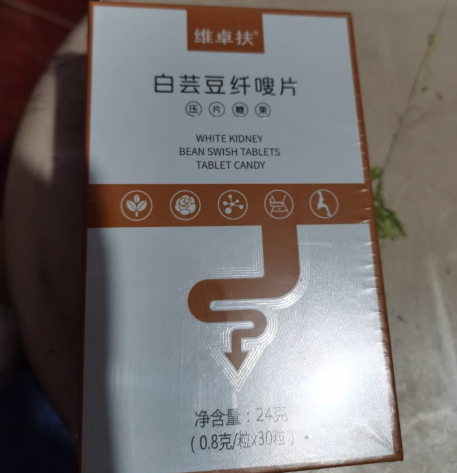 维卓扶®
白芸豆纤嗖片
压片糖果
WHITE KIDNEY
BEAN SWISH TABLETS
TABLET CANDY
净含量：24克
（0.8克/粒x30粒）